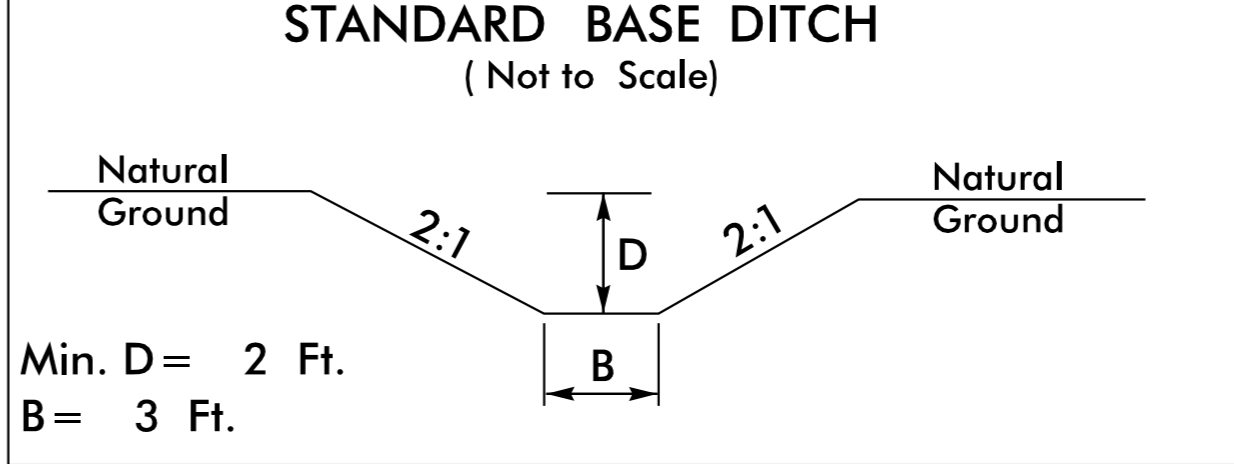 STANDARD BASE DITCH
( Not to Scale)
Natural
Ground
2:1
D
2:1
Natural
Ground
B
Min. D= 2 Ft.
B= 3 Ft.